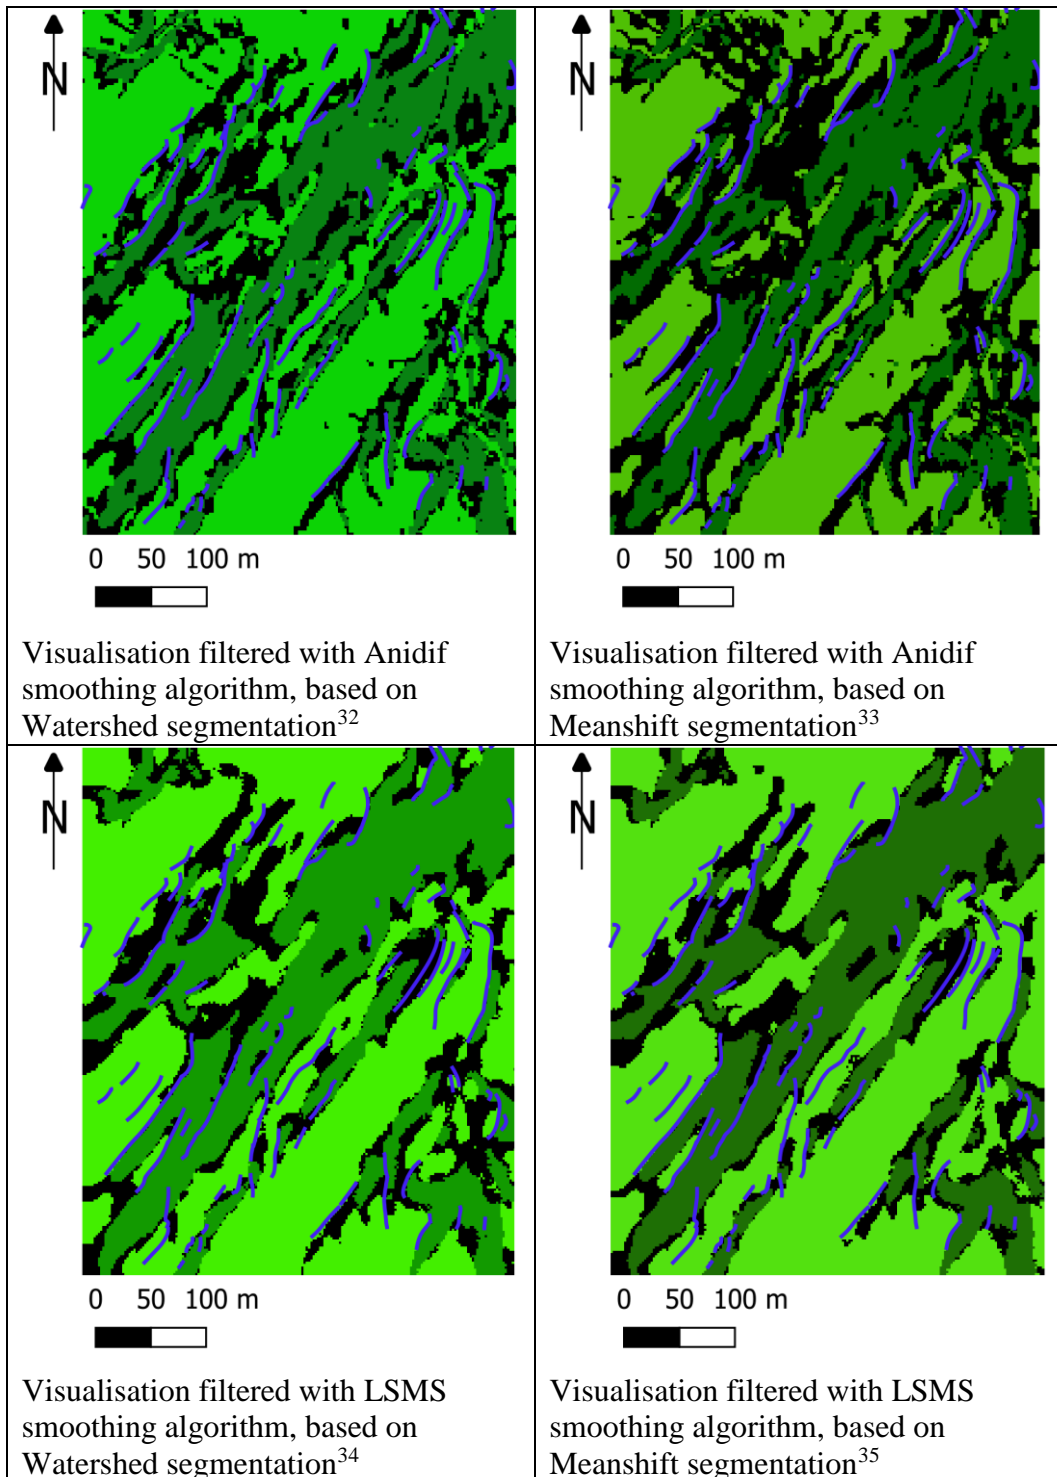 N
N
0 50 100 m
0 50 100 m
Visualisation filtered with Anidif
smoothing algorithm, based on
Watershed segmentation32
Visualisation filtered with Anidif
smoothing algorithm, based on
Meanshift segmentation33
N
N
0 50 100 m
0 50 100 m
Visualisation filtered with LSMS
smoothing algorithm, based on
Watershed segmentation34
Visualisation filtered with LSMS
smoothing algorithm, based on
Meanshift segmentation35